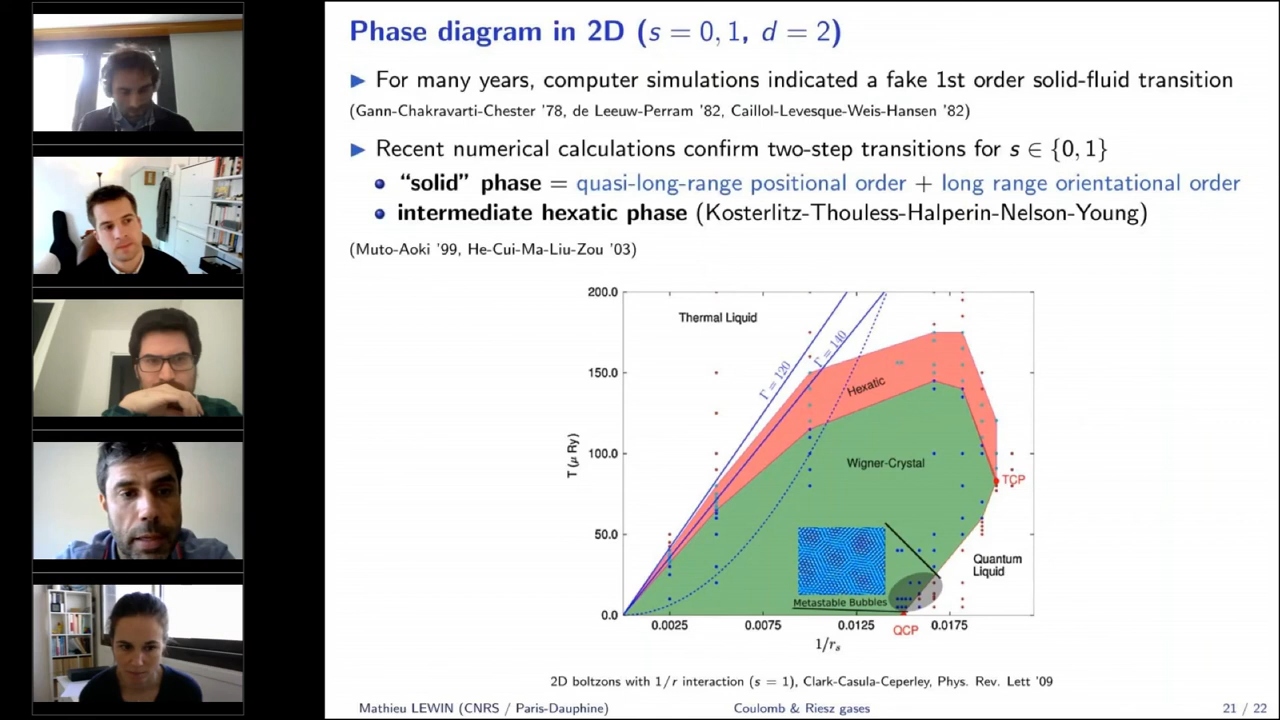 Phase diagram in 2D (s = 0, 1, d = 2)
► For many years, computer simulations indicated a fake 1st order solid-fluid transition
(Gann-Chakravarti-Chester '78, de Leeuw-Perram '82, Caillol-Levesque-Weis-Hansen '82)
► Recent numerical calculations confirm two-step transitions for s ∈ {0, 1}
• “solid” phase = quasi-long-range positional order + long range orientational order
• intermediate hexatic phase (Kosterlitz-Thouless-Halperin-Nelson-Young)
(Muto-Aoki '99, He-Cui-Ma-Liu-Zou '03)
200.0
Thermal Liquid
Γ = 120
Γ = 140
150.0
Hexatic
T (μ Ry)
100.0
Wigner-Crystal
TCP
50.0
Quantum
Liquid
Metastable Bubbles
0.0
0.0025
0.0075
0.0125
0.0175
QCP
1/rₛ
2D boltzons with 1/r interaction (s = 1), Clark-Casula-Ceperley, Phys. Rev. Lett '09
Mathieu LEWIN (CNRS / Paris-Dauphine)
Coulomb & Riesz gases
21 / 22